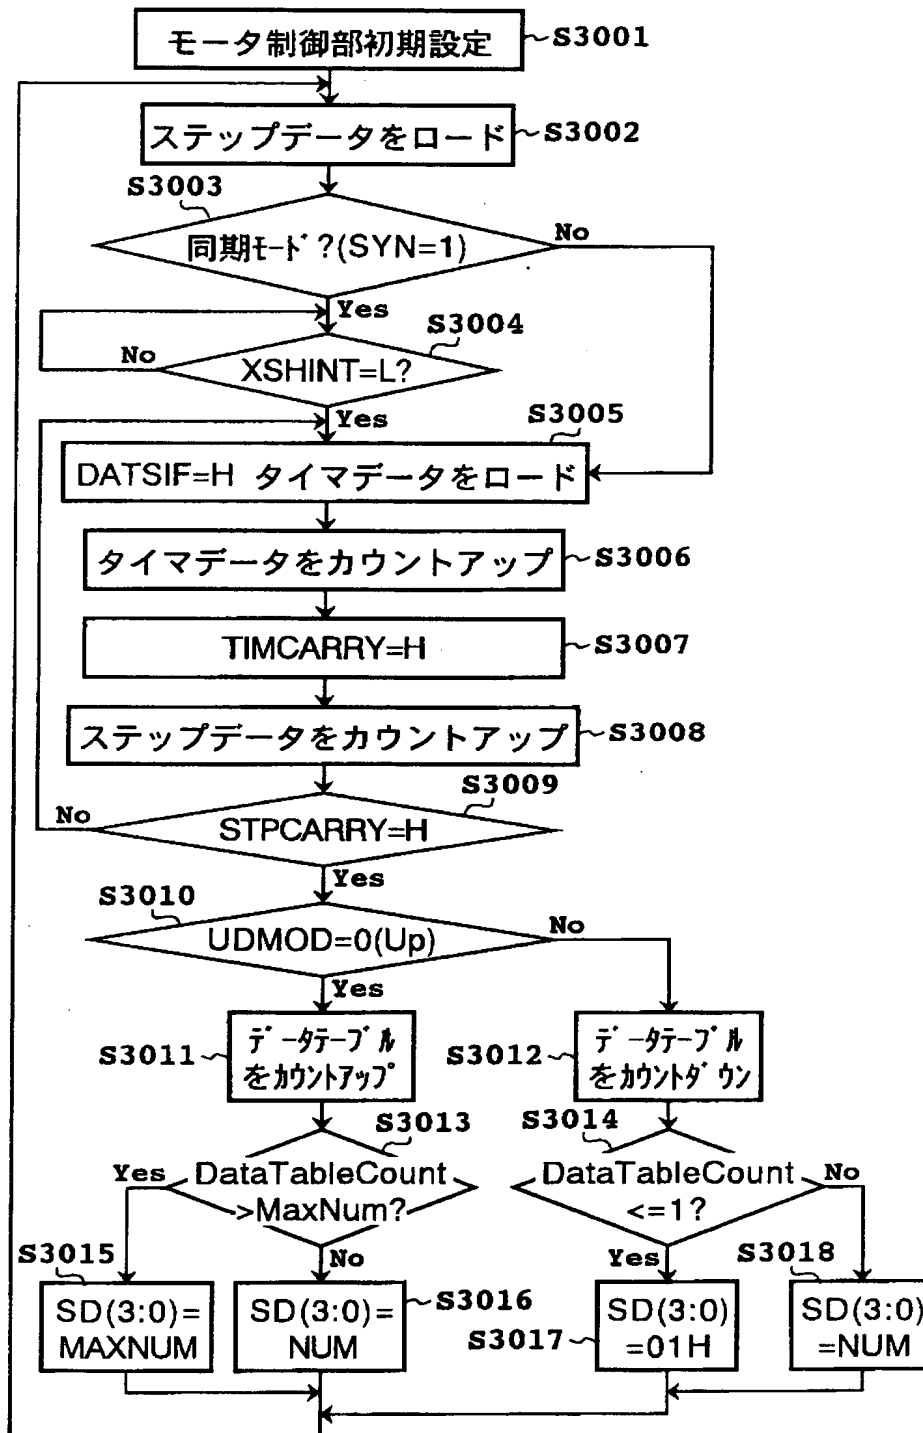 モータ制御部初期設定
S3001
ステップデータをロード
S3002
S3003
同期ﾓｰﾄﾞ?(SYN=1)
No
Yes
S3004
XSHINT=L?
No
Yes
S3005
DATSIF=H タイマデータをロード
タイマデータをカウントアップ
S3006
TIMCARRY=H
S3007
ステップデータをカウントアップ
S3008
S3009
STPCARRY=H
No
Yes
S3010
UDMOD=0(Up)
No
Yes
S3011
ﾃﾞｰﾀﾃｰﾌﾞﾙ
をｶｳﾝﾄｱｯﾌﾟ
S3012
ﾃﾞｰﾀﾃｰﾌﾞﾙ
をｶｳﾝﾄﾀﾞｳﾝ
S3013
Yes
DataTableCount
>MaxNum?
No
S3014
DataTableCount
<=1?
No
Yes
S3015
SD(3:0)=
MAXNUM
SD(3:0)=
NUM
S3016
S3017
SD(3:0)
=01H
S3018
SD(3:0)
=NUM